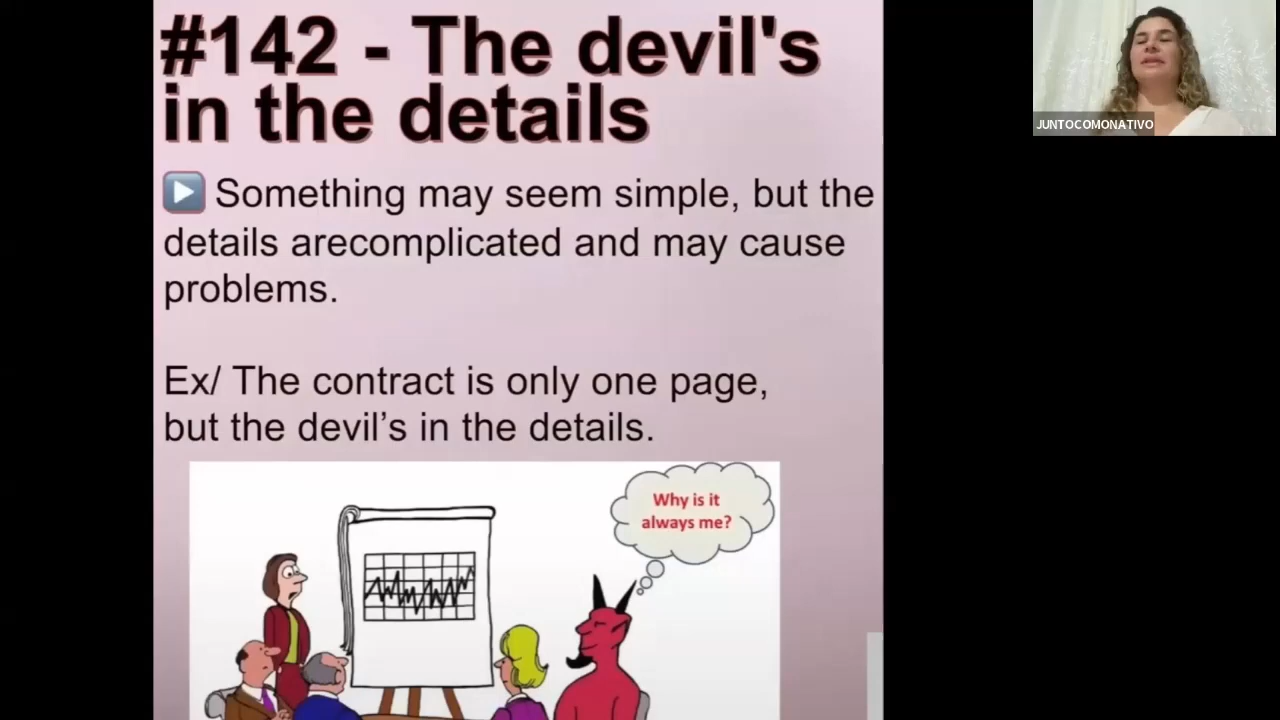 #142 - The devil's
in the details
Something may seem simple, but the
details arecomplicated and may cause
problems.
Ex/ The contract is only one page,
but the devil’s in the details.
Why is it
always me?
JUNTOCOMONATIVO